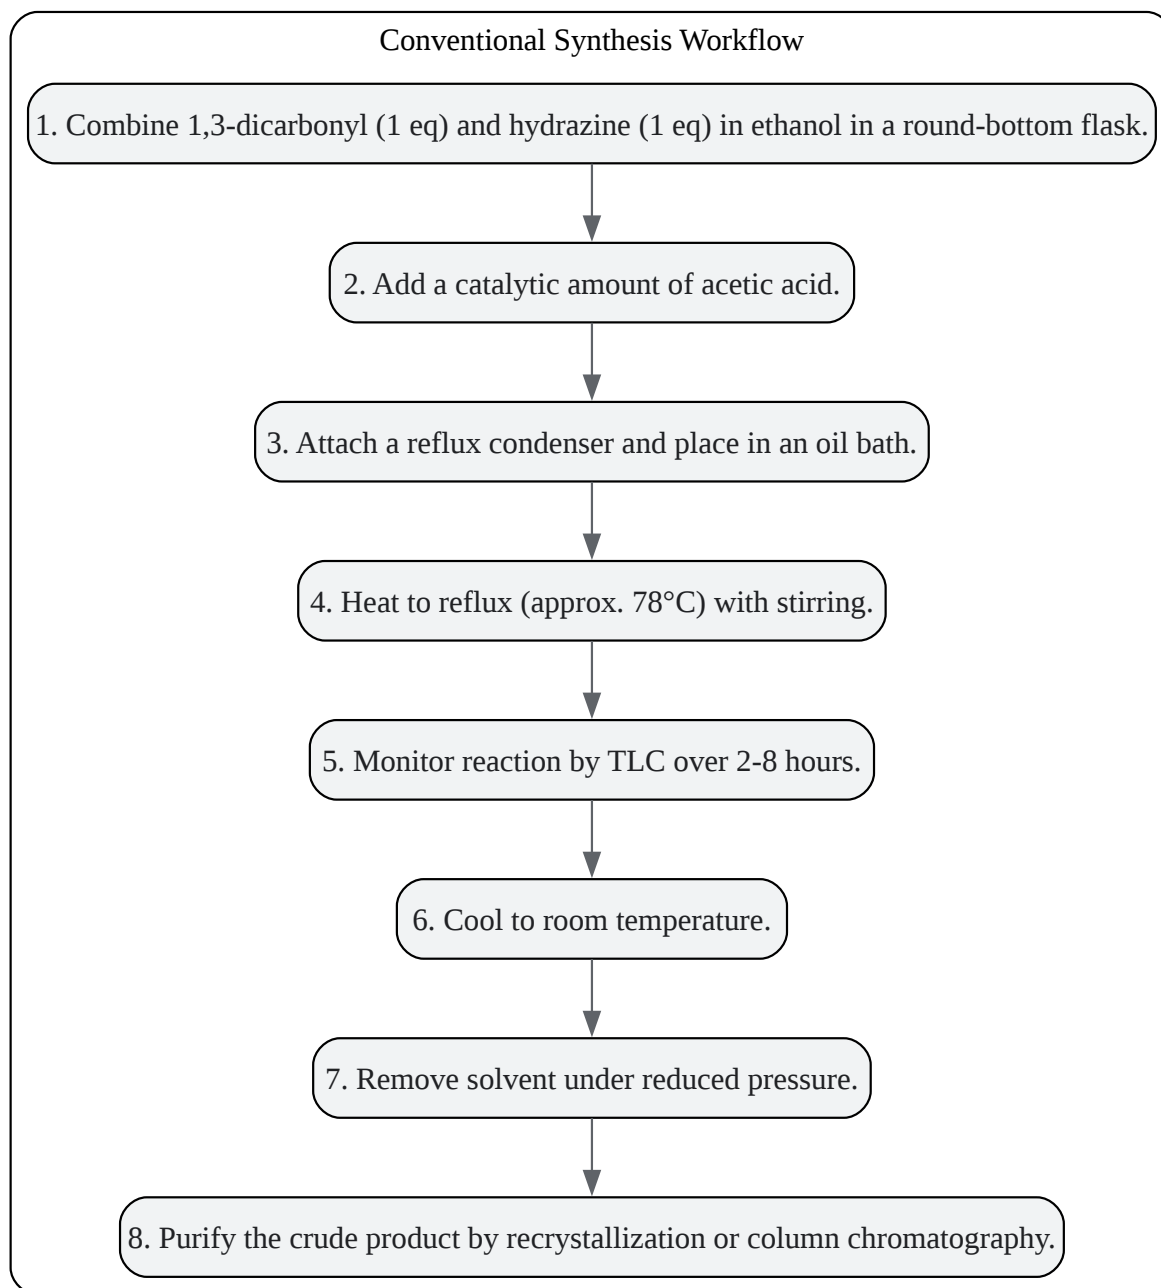 Conventional Synthesis Workflow
1. Combine 1,3-dicarbonyl (1 eq) and hydrazine (1 eq) in ethanol in a round-bottom flask.
2. Add a catalytic amount of acetic acid.
3. Attach a reflux condenser and place in an oil bath.
4. Heat to reflux (approx. 78°C) with stirring.
5. Monitor reaction by TLC over 2-8 hours.
6. Cool to room temperature.
7. Remove solvent under reduced pressure.
8. Purify the crude product by recrystallization or column chromatography.